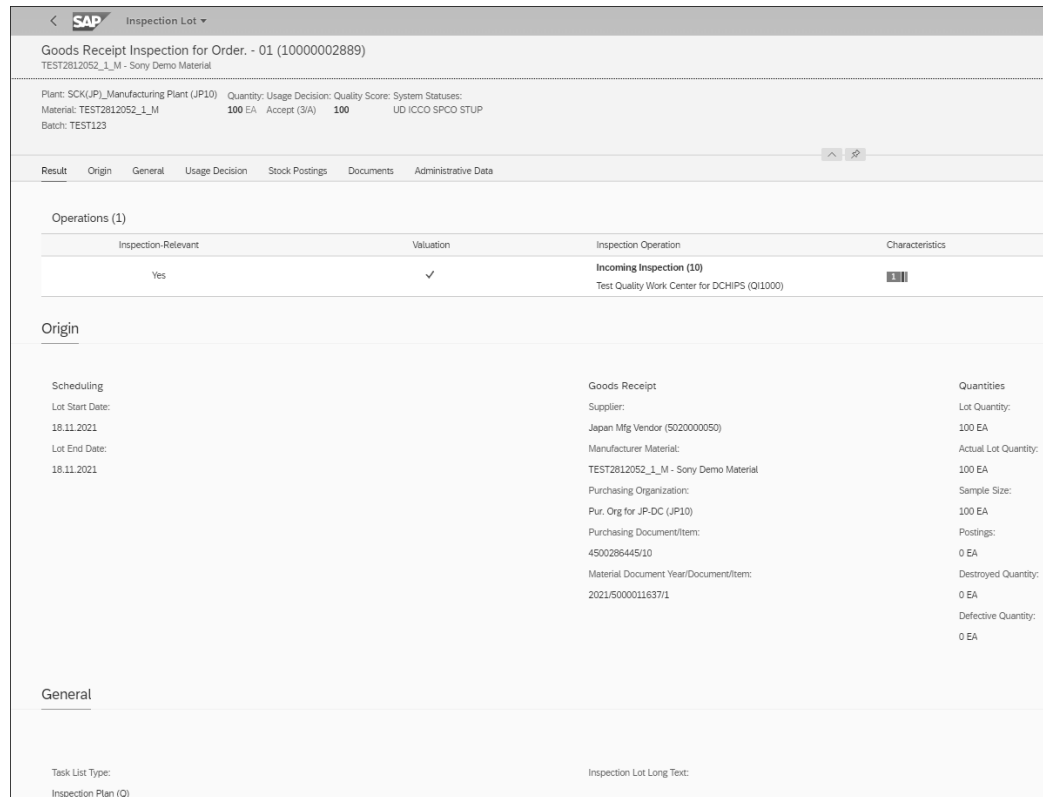 SAP Inspection Lot
Goods Receipt Inspection for Order. - 01 (10000002889)
TEST2812052_1_M - Sony Demo Material
Plant: SCK(JP)_Manufacturing Plant (JP10) Quantity: Usage Decision: Quality Score: System Statuses:
Material: TEST2812052_1_M 100 EA Accept (3/A) 100 UD ICCO SPCO STUP
Batch: TEST123
Result Origin General Usage Decision Stock Postings Documents Administrative Data
Operations (1)
Inspection-Relevant Valuation Inspection Operation Characteristics
Yes Incoming Inspection (10) 1
Test Quality Work Center for DCHIPS (QI1000)
Origin
Scheduling Goods Receipt Quantities
Lot Start Date: Supplier: Lot Quantity:
18.11.2021 Japan Mfg Vendor (5020000050) 100 EA
Lot End Date: Manufacturer Material: Actual Lot Quantity:
18.11.2021 TEST2812052_1_M - Sony Demo Material 100 EA
Purchasing Organization: Sample Size:
Pur. Org for JP-DC (JP10) 100 EA
Purchasing Document/Item: Postings:
4500286445/10 0 EA
Material Document Year/Document/Item: Destroyed Quantity:
2021/5000011637/1 0 EA
Defective Quantity:
0 EA
General
Task List Type: Inspection Lot Long Text:
Inspection Plan (Q)